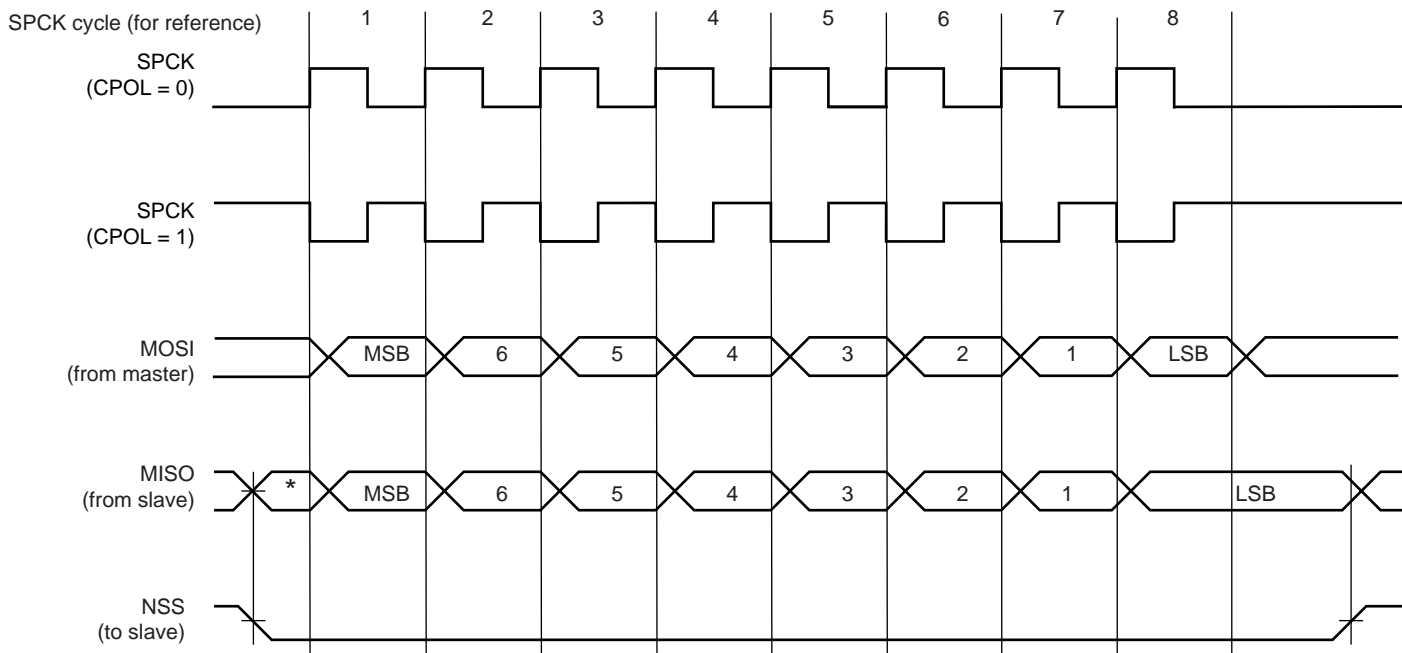 SPCK cycle (for reference) 1 2 3 4 5 6 7 8
SPCK
(CPOL = 0)
SPCK
(CPOL = 1)
MOSI
(from master)
MSB 6 5 4 3 2 1 LSB
MISO
(from slave)
* MSB 6 5 4 3 2 1 LSB
NSS
(to slave)